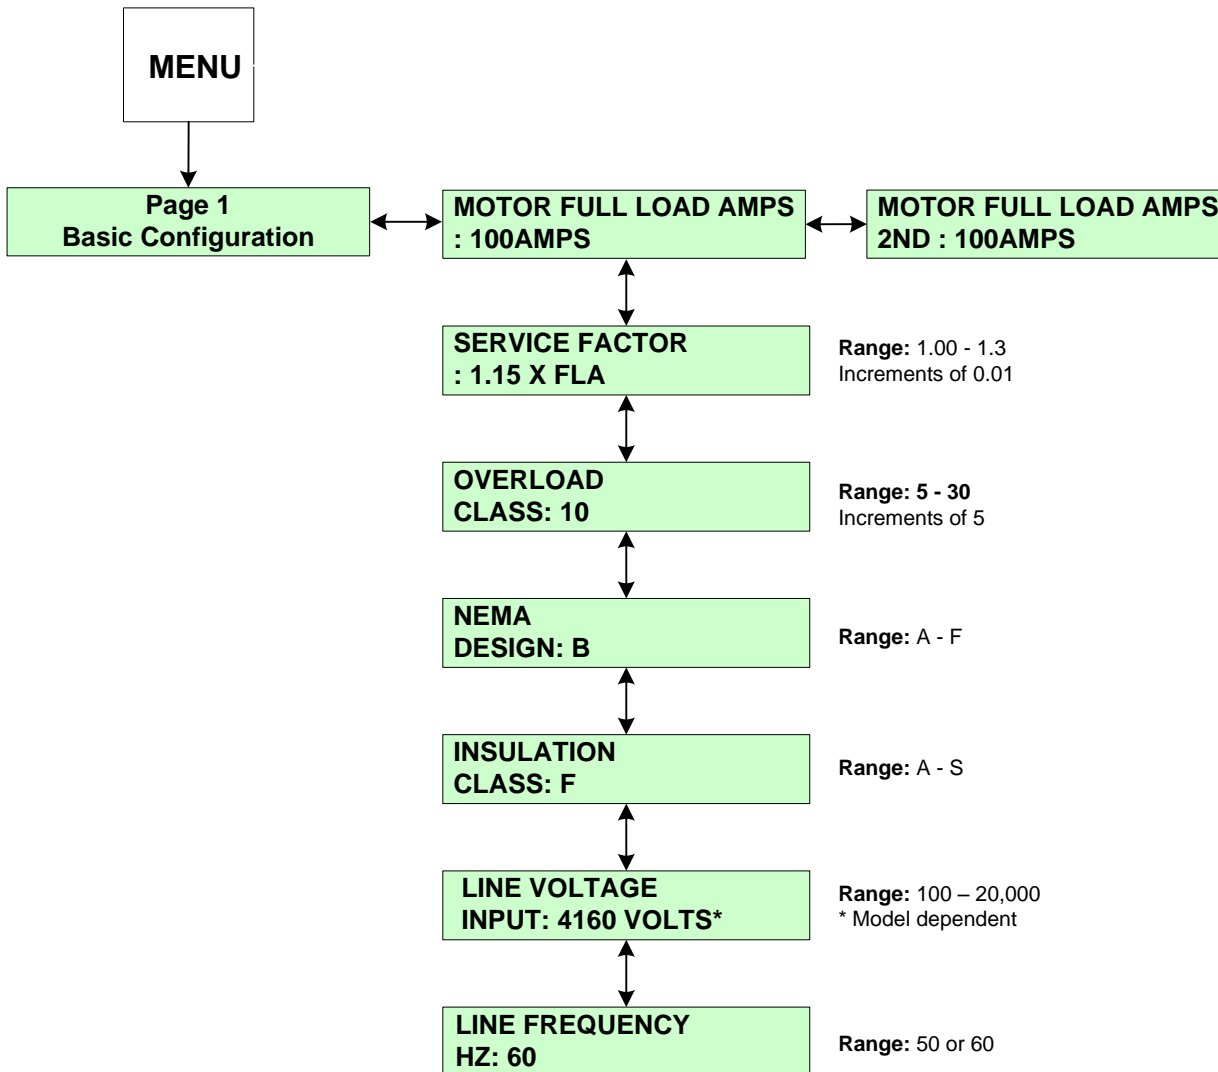 MENU
Page 1
Basic Configuration
MOTOR FULL LOAD AMPS
: 100AMPS
MOTOR FULL LOAD AMPS
2ND : 100AMPS
SERVICE FACTOR
: 1.15 X FLA
Range: 1.00 - 1.3
Increments of 0.01
OVERLOAD
CLASS: 10
Range: 5 - 30
Increments of 5
NEMA
DESIGN: B
Range: A - F
INSULATION
CLASS: F
Range: A - S
LINE VOLTAGE
INPUT: 4160 VOLTS*
Range: 100 – 20,000
* Model dependent
LINE FREQUENCY
HZ: 60
Range: 50 or 60